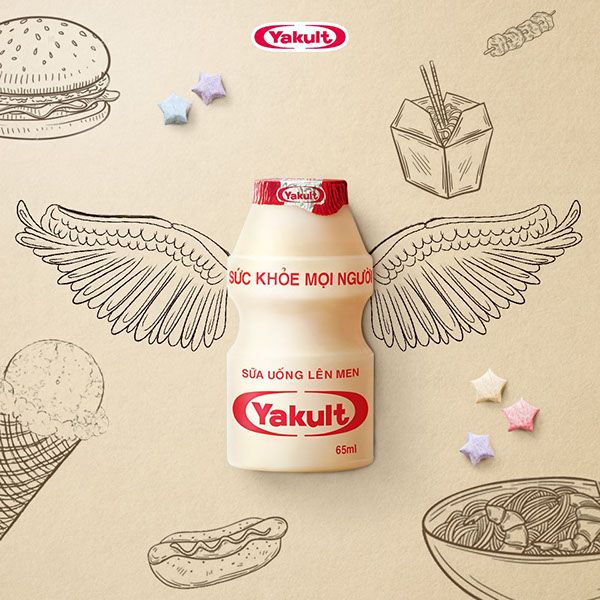 Yakult
Yakult
SỨC KHỎE MỌI NGƯỜI
SỮA UỐNG LÊN MEN
Yakult
65ml